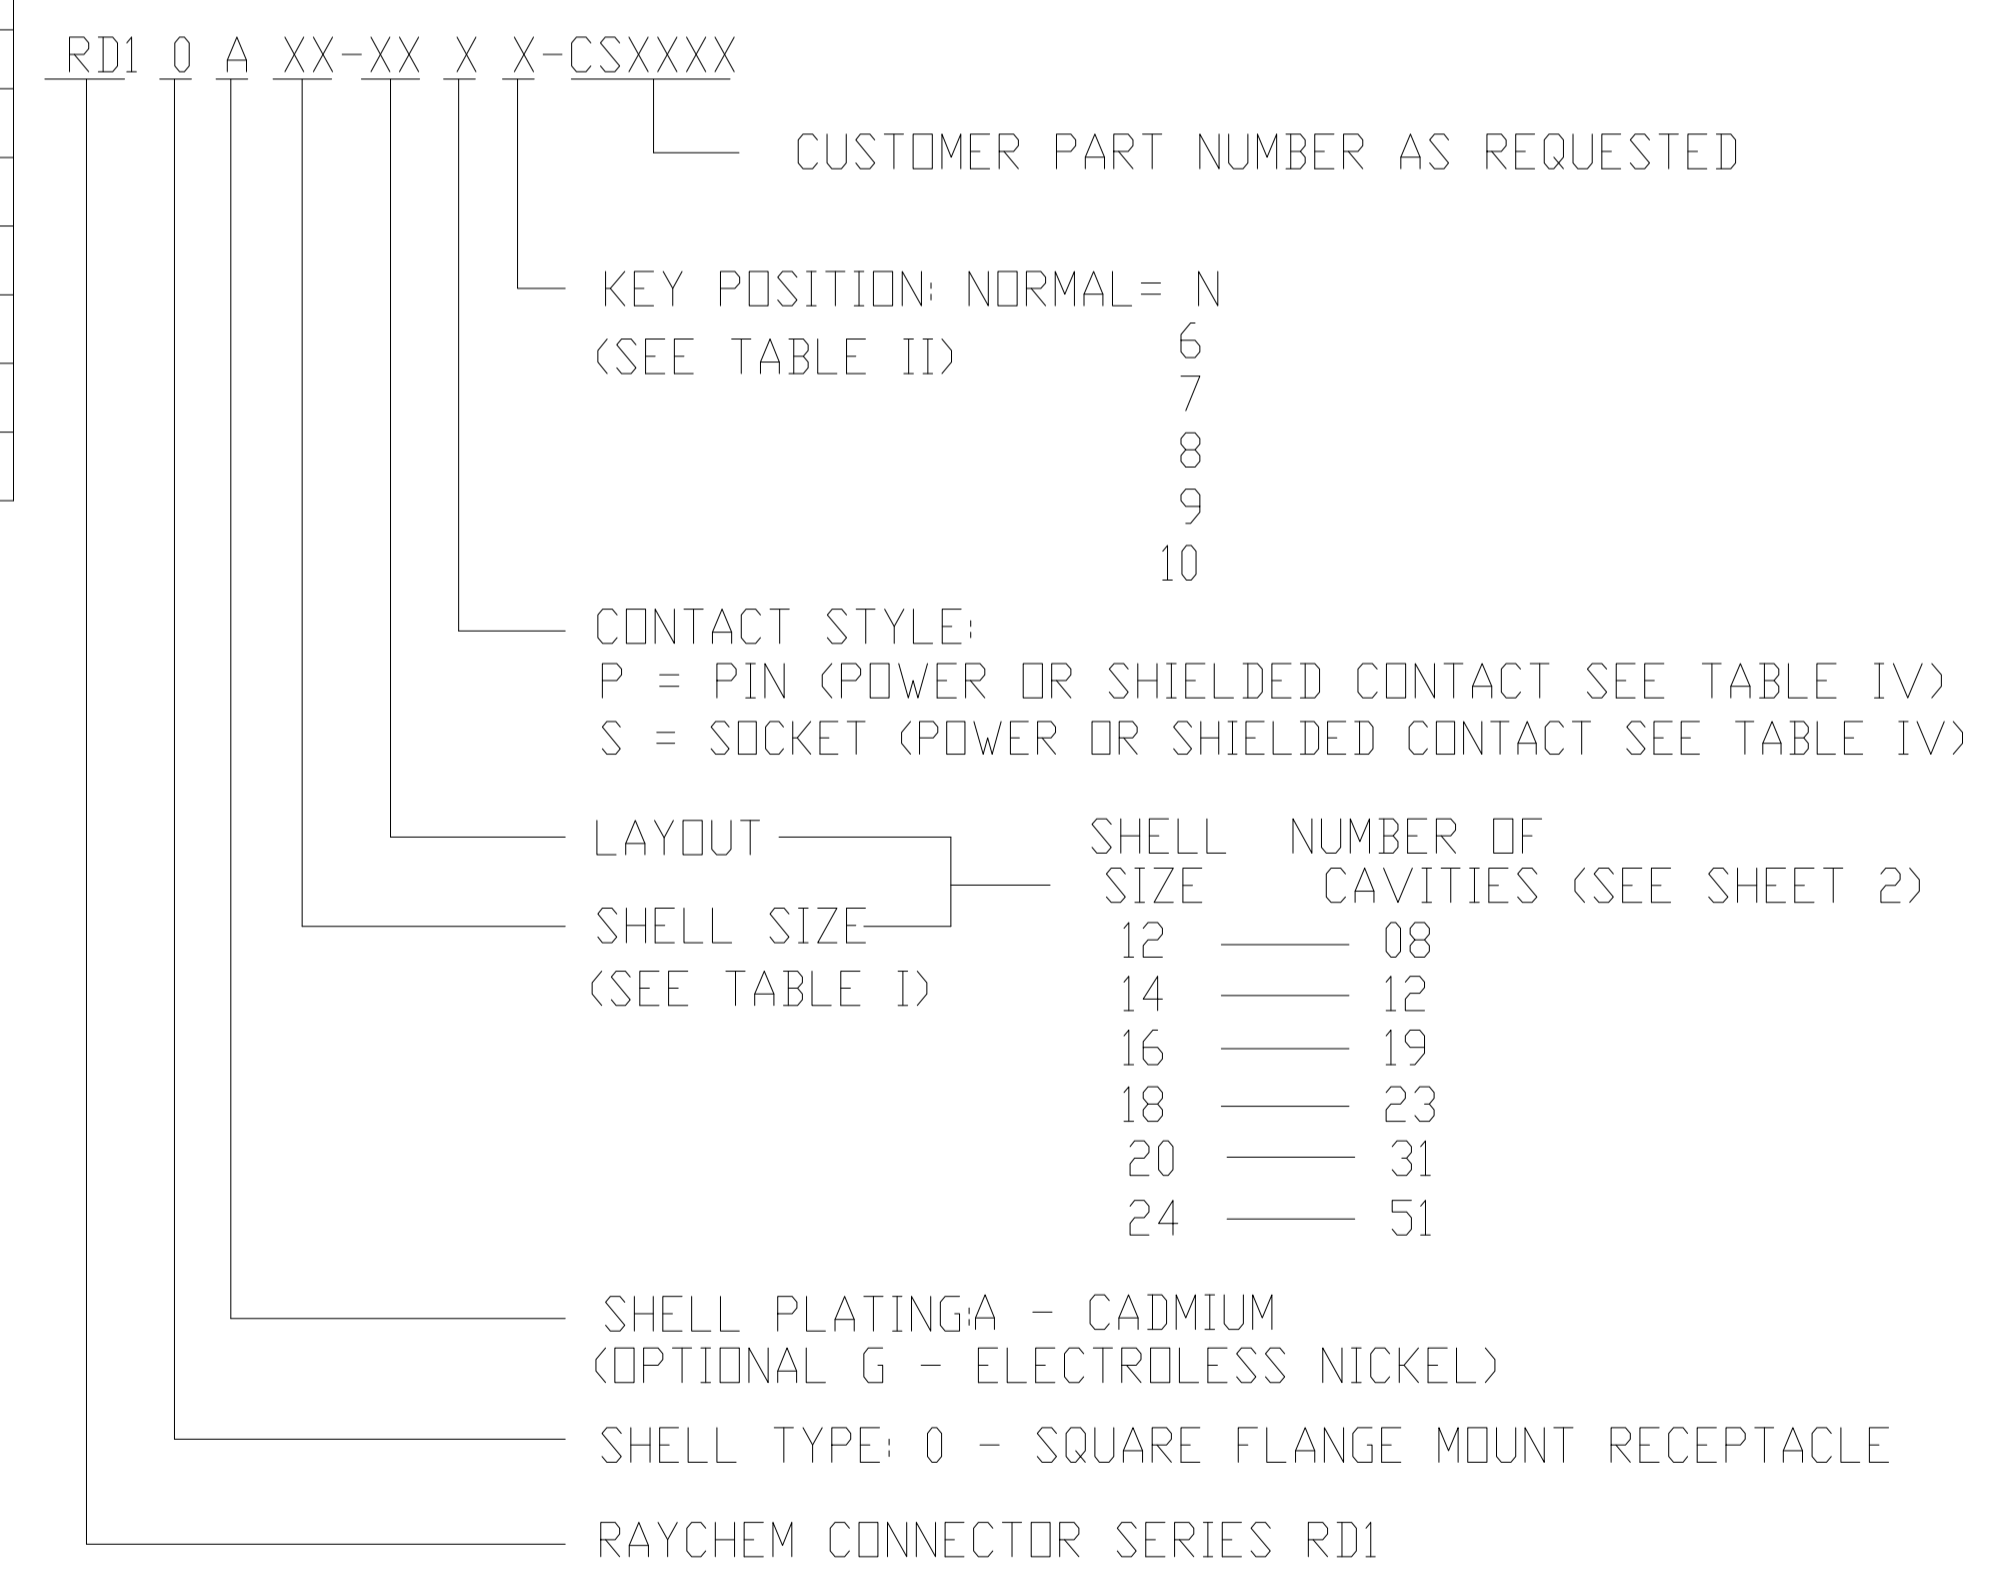 RD1 0 A XX-XX X X-CSXXXX
CUSTOMER PART NUMBER AS REQUESTED
KEY POSITION: NORMAL= N
(SEE TABLE II)
6
7
8
9
10
CONTACT STYLE:
P = PIN (POWER OR SHIELDED CONTACT SEE TABLE IV)
S = SOCKET (POWER OR SHIELDED CONTACT SEE TABLE IV)
LAYOUT
SHELL SIZE
(SEE TABLE I)
SHELL NUMBER OF
SIZE CAVITIES (SEE SHEET 2)
12 08
14 12
16 19
18 23
20 31
24 51
SHELL PLATING:A - CADMIUM
(OPTIONAL G - ELECTROLESS NICKEL)
SHELL TYPE: 0 - SQUARE FLANGE MOUNT RECEPTACLE
RAYCHEM CONNECTOR SERIES RD1